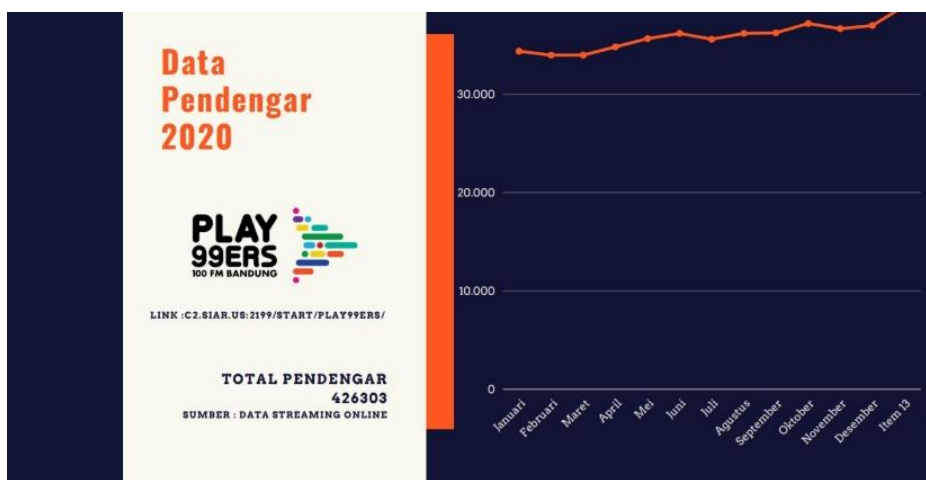 Data
Pendengar
2020
PLAY
99ERS
100 FM BANDUNG
LINK :C2.SIAR.US:2199/START/PLAY99ERS/
TOTAL PENDENGAR
426303
SUMBER : DATA STREAMING ONLINE
30.000
20.000
10.000
0
Januari
Februari
Maret
April
Mei
Juni
Juli
Agustus
September
Oktober
November
Desember
Item 13